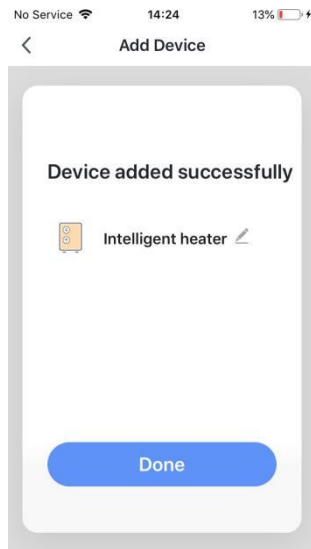 No Service 14:24 13%
Add Device
Device added successfully
Intelligent heater
Done